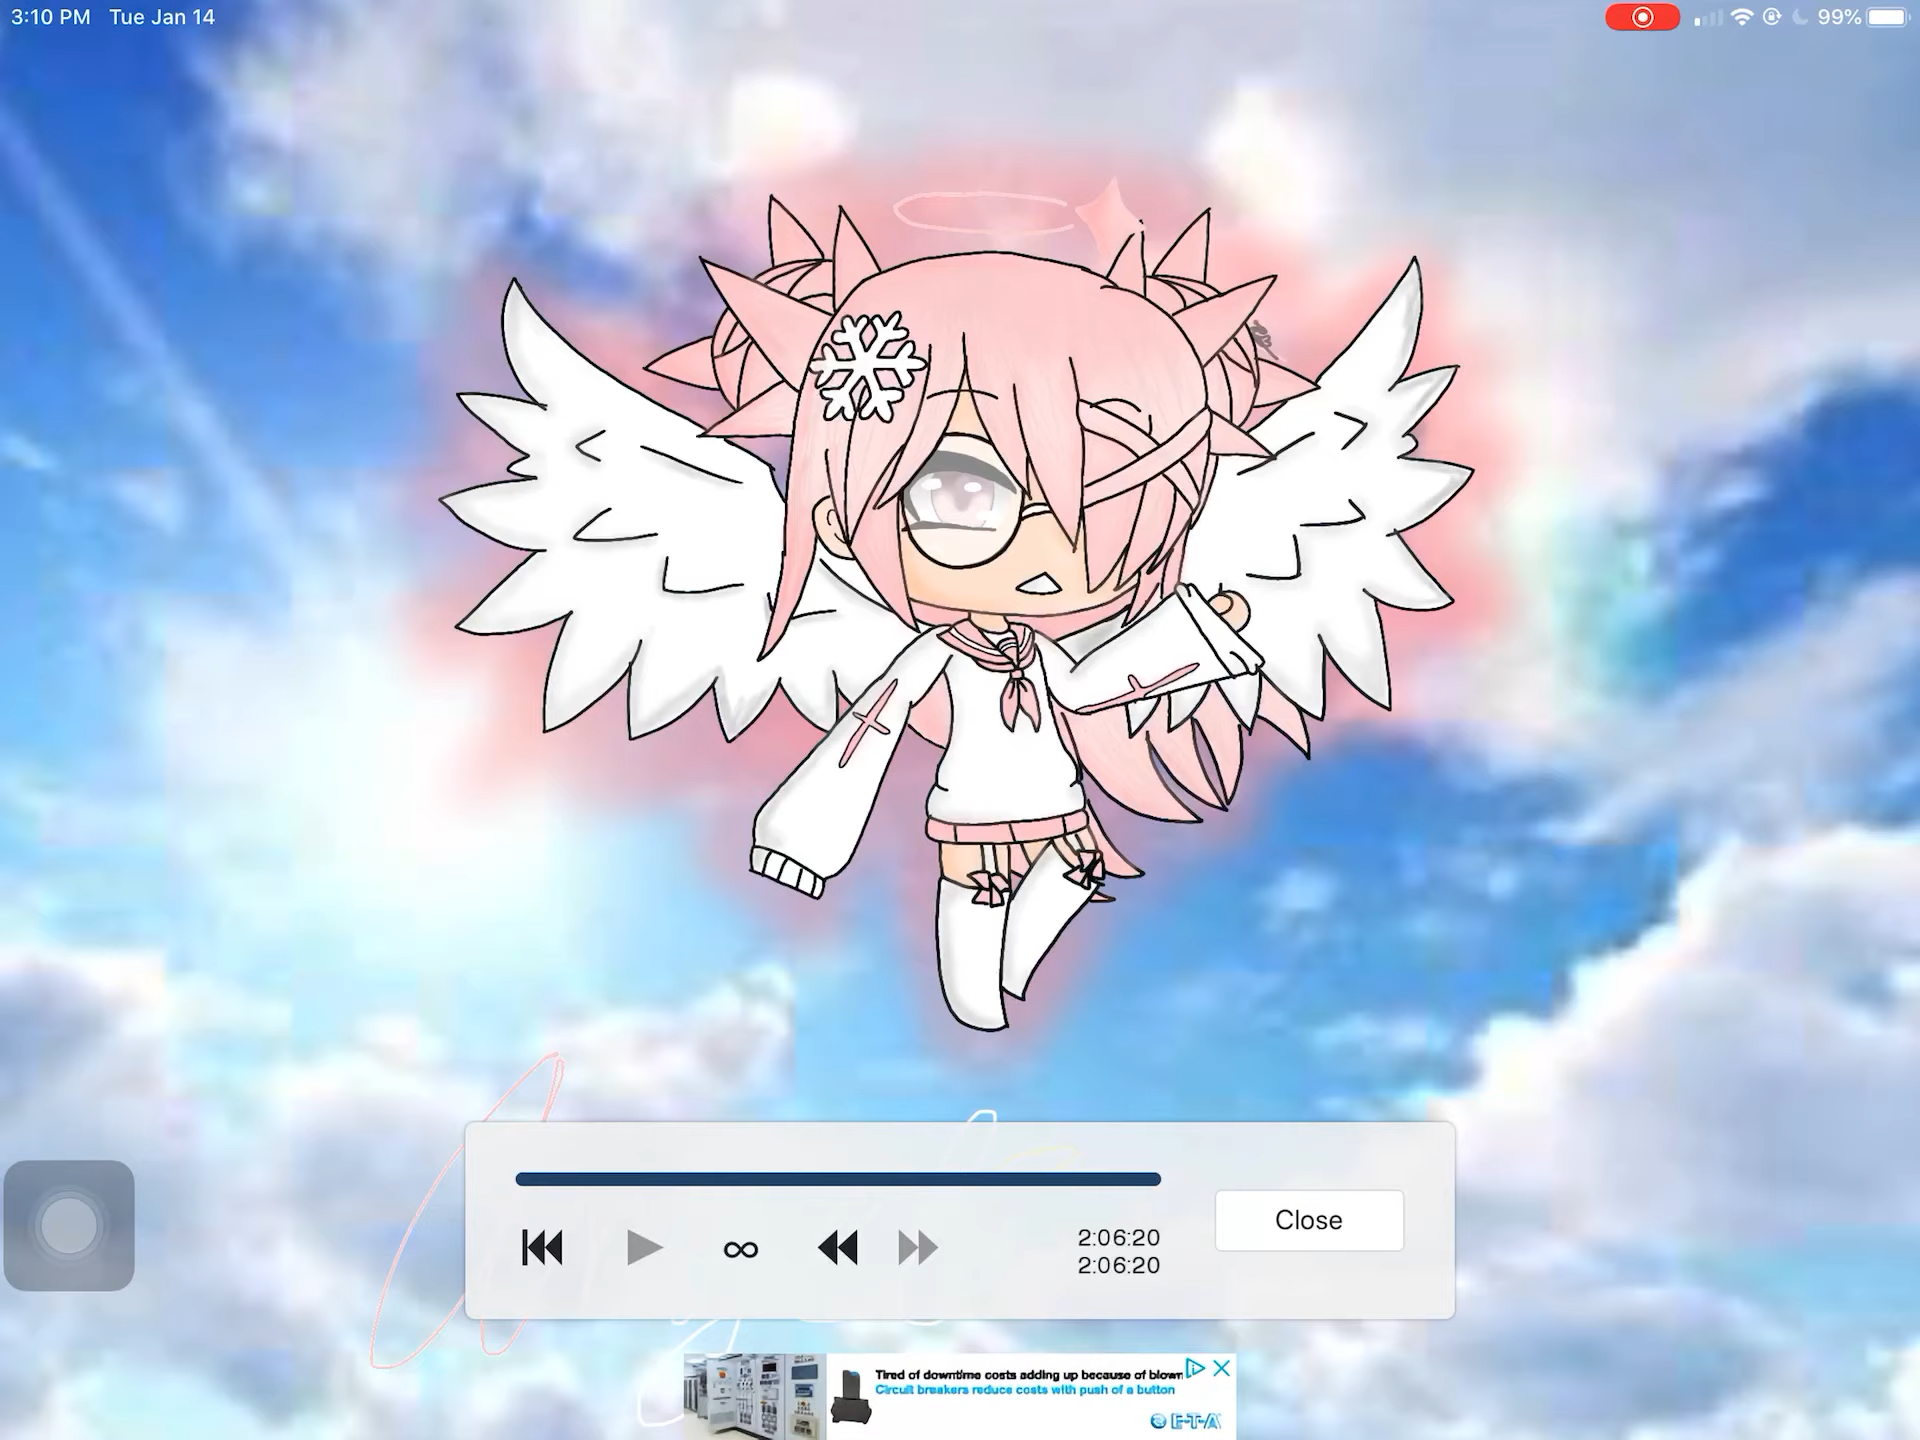 3:10 PM Tue Jan 14
99%
2:06:20
2:06:20
Close
Tired of downtime costs adding up because of blown
Circuit breakers reduce costs with push of a button
E-T-A